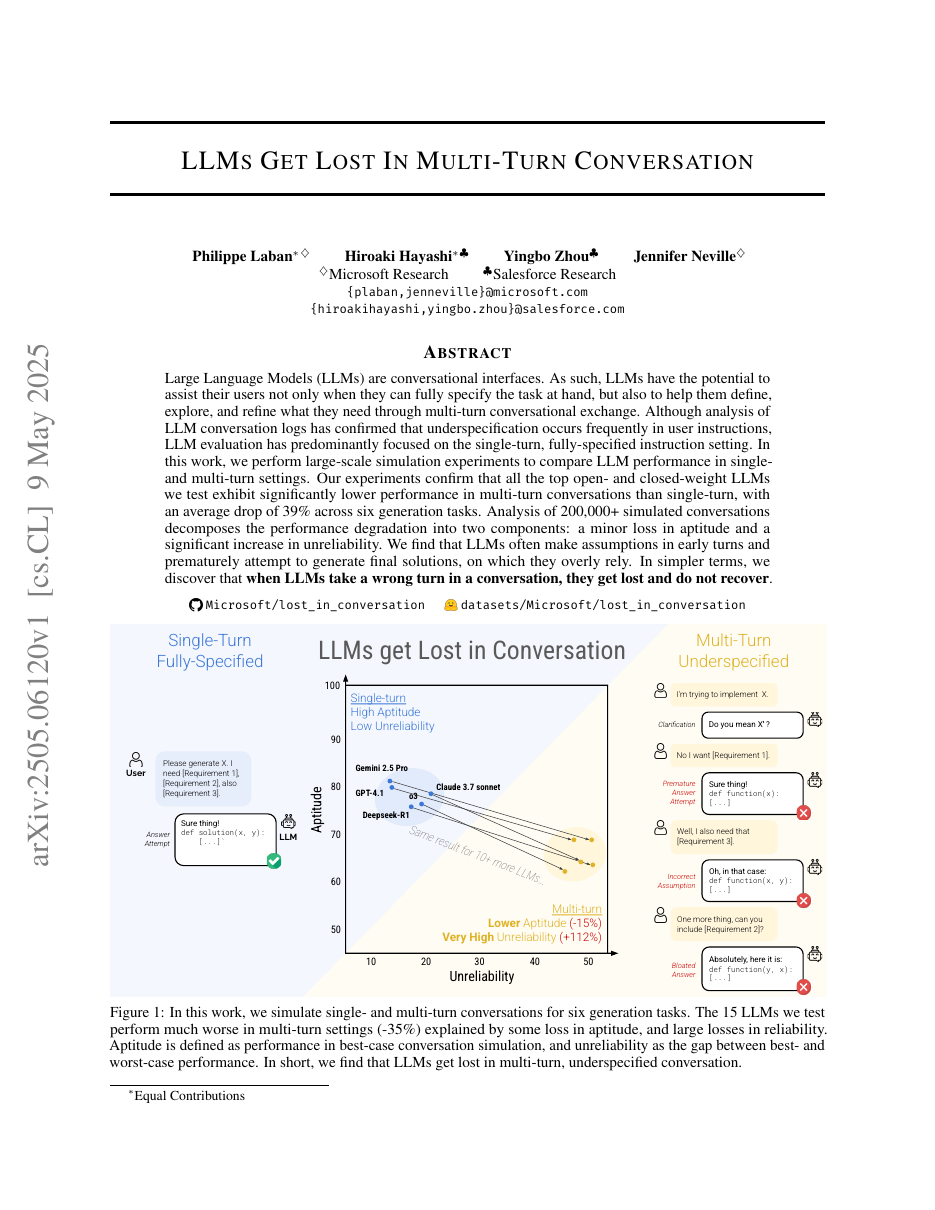 arXiv:2505.06120v1 [cs.CL] 9 May 2025
LLMS GET LOST IN MULTI-TURN CONVERSATION
Philippe Laban*♢ Hiroaki Hayashi*♣ Yingbo Zhou♣ Jennifer Neville♢
♢Microsoft Research ♣Salesforce Research
{plaban,jenneville}@microsoft.com
{hiroakihayashi,yingbo.zhou}@salesforce.com
ABSTRACT
Large Language Models (LLMs) are conversational interfaces. As such, LLMs have the potential to
assist their users not only when they can fully specify the task at hand, but also to help them define,
explore, and refine what they need through multi-turn conversational exchange. Although analysis of
LLM conversation logs has confirmed that underspecification occurs frequently in user instructions,
LLM evaluation has predominantly focused on the single-turn, fully-specified instruction setting. In
this work, we perform large-scale simulation experiments to compare LLM performance in single-
and multi-turn settings. Our experiments confirm that all the top open- and closed-weight LLMs
we test exhibit significantly lower performance in multi-turn conversations than single-turn, with
an average drop of 39% across six generation tasks. Analysis of 200,000+ simulated conversations
decomposes the performance degradation into two components: a minor loss in aptitude and a
significant increase in unreliability. We find that LLMs often make assumptions in early turns and
prematurely attempt to generate final solutions, on which they overly rely. In simpler terms, we
discover that when LLMs take a wrong turn in a conversation, they get lost and do not recover.
Microsoft/lost_in_conversation datasets/Microsoft/lost_in_conversation
Single-Turn
Fully-Specified
User
Please generate X. I
need [Requirement 1],
[Requirement 2], also
[Requirement 3].
Answer
Attempt
Sure thing!
def solution(x, y):
[...]
LLM
LLMs get Lost in Conversation
Aptitude
100
90
80
70
60
50
Single-turn
High Aptitude
Low Unreliability
Gemini 2.5 Pro
GPT-4.1
o3
Claude 3.7 sonnet
Deepseek-R1
Same result for 10+ more LLMs...
Multi-turn
Lower Aptitude (-15%)
Very High Unreliability (+112%)
10 20 30 40 50
Unreliability
Multi-Turn
Underspecified
I'm trying to implement X.
Clarification
Do you mean X' ?
No I want [Requirement 1].
Premature
Answer
Attempt
Sure thing!
def function(x):
[...]
Well, I also need that
[Requirement 3].
Incorrect
Assumption
Oh, in that case:
def function(x, y):
[...]
One more thing, can you
include [Requirement 2]?
Bloated
Answer
Absolutely, here it is:
def function(y, x):
[...]
Figure 1: In this work, we simulate single- and multi-turn conversations for six generation tasks. The 15 LLMs we test
perform much worse in multi-turn settings (-35%) explained by some loss in aptitude, and large losses in reliability.
Aptitude is defined as performance in best-case conversation simulation, and unreliability as the gap between best- and
worst-case performance. In short, we find that LLMs get lost in multi-turn, underspecified conversation.
*Equal Contributions